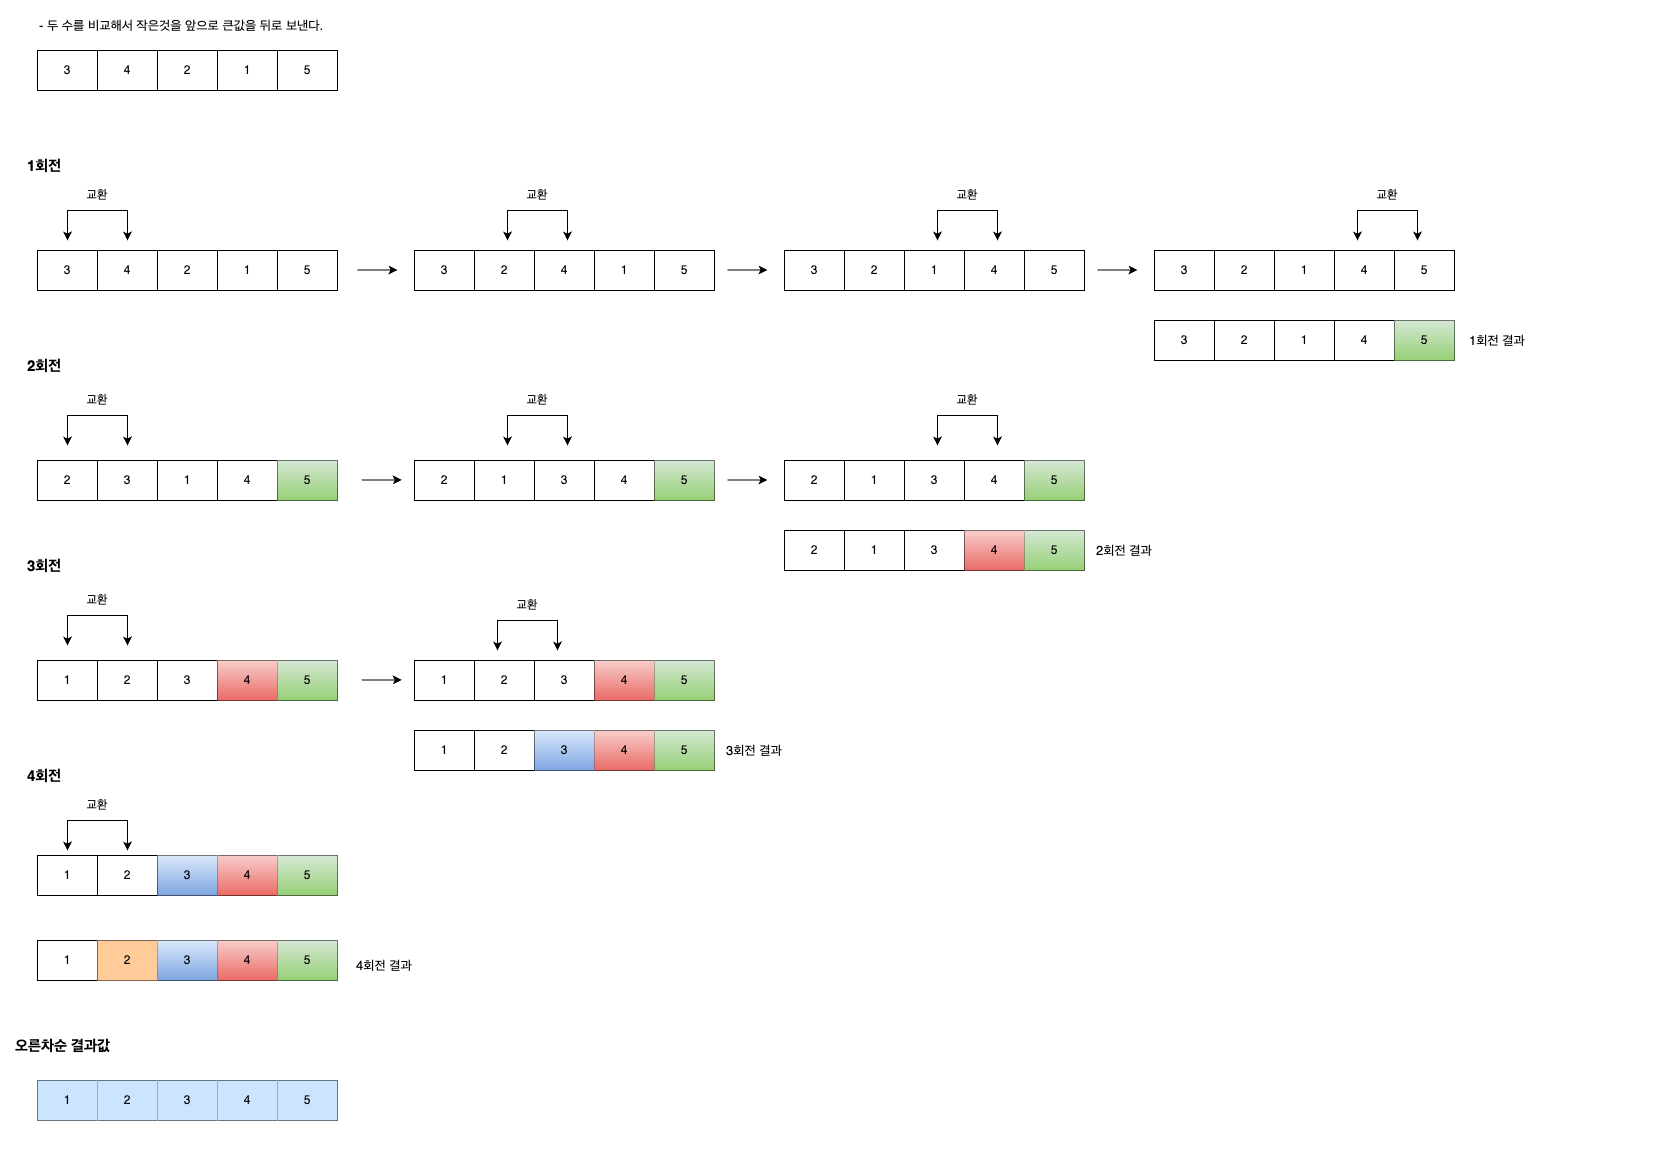 - 두 수를 비교해서 작은것을 앞으로 큰값을 뒤로 보낸다.
3 4 2 1 5
1회전
교환 교환 교환 교환
3 4 2 1 5 3 2 4 1 5 3 2 1 4 5 3 2 1 4 5
3 2 1 4 5 1회전 결과
2회전
교환 교환 교환
2 3 1 4 5 2 1 3 4 5 2 1 3 4 5
2 1 3 4 5 2회전 결과
3회전
교환 교환
1 2 3 4 5 1 2 3 4 5
1 2 3 4 5 3회전 결과
4회전
교환
1 2 3 4 5
1 2 3 4 5 4회전 결과
오른차순 결과값
1 2 3 4 5